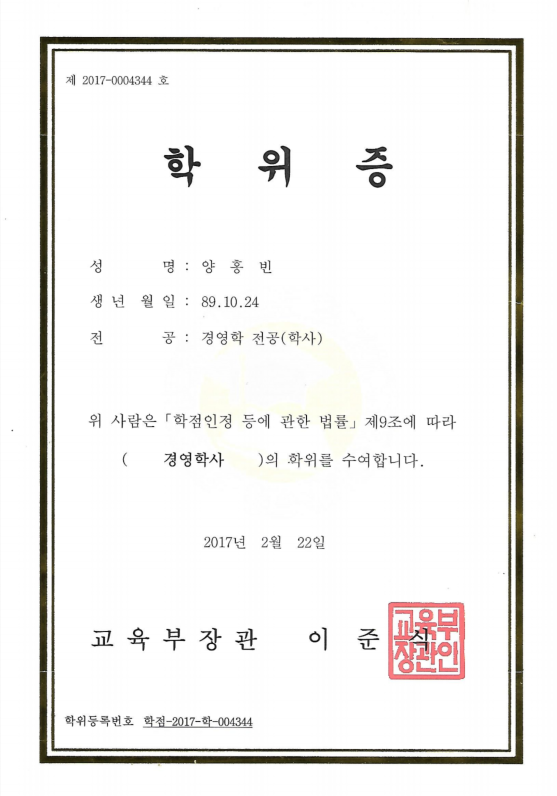 제 2017-0004344 호
학 위 증
성 명 : 양 홍 빈
생 년 월 일 : 89.10.24
전 공 : 경영학 전공(학사)
위 사람은「학점인정 등에 관한 법률」제9조에 따라
( 경영학사 )의 학위를 수여합니다.
2017년 2월 22일
교 육 부 장 관 이 준 식
교육부
장관인
학위등록번호 학점-2017-학-004344